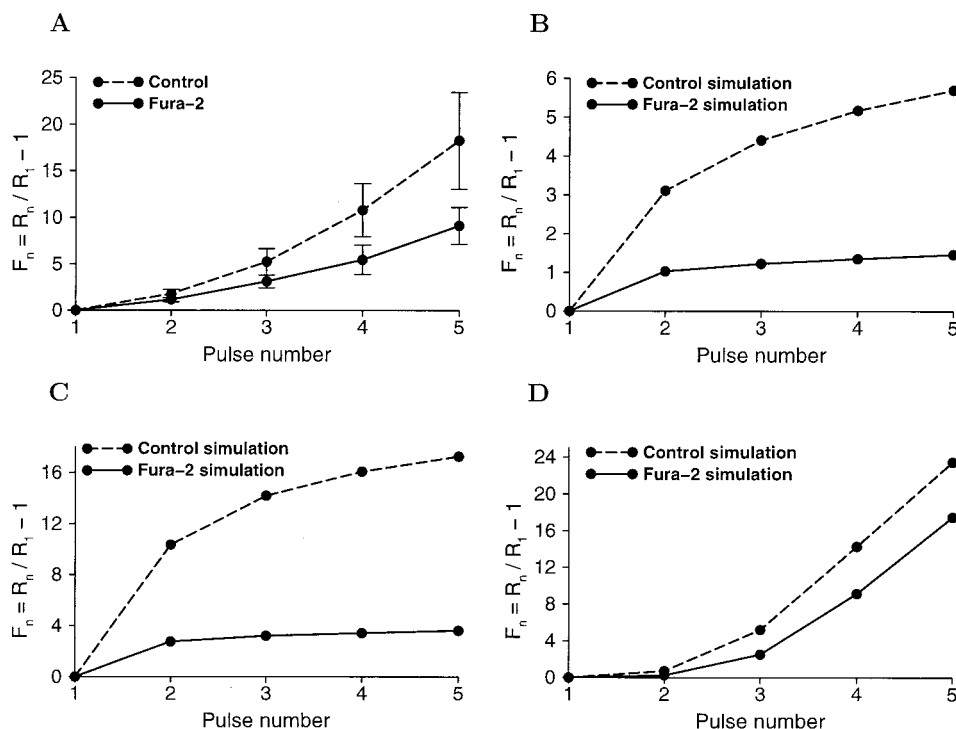 A
Control
Fura-2
25
20
15
10
5
0
1 2 3 4 5
Pulse number
F_n = R_n / R_1 - 1
B
Control simulation
Fura-2 simulation
6
5
4
3
2
1
0
1 2 3 4 5
Pulse number
F_n = R_n / R_1 - 1
C
Control simulation
Fura-2 simulation
16
12
8
4
0
1 2 3 4 5
Pulse number
F_n = R_n / R_1 - 1
D
Control simulation
Fura-2 simulation
24
20
16
12
8
4
0
1 2 3 4 5
Pulse number
F_n = R_n / R_1 - 1